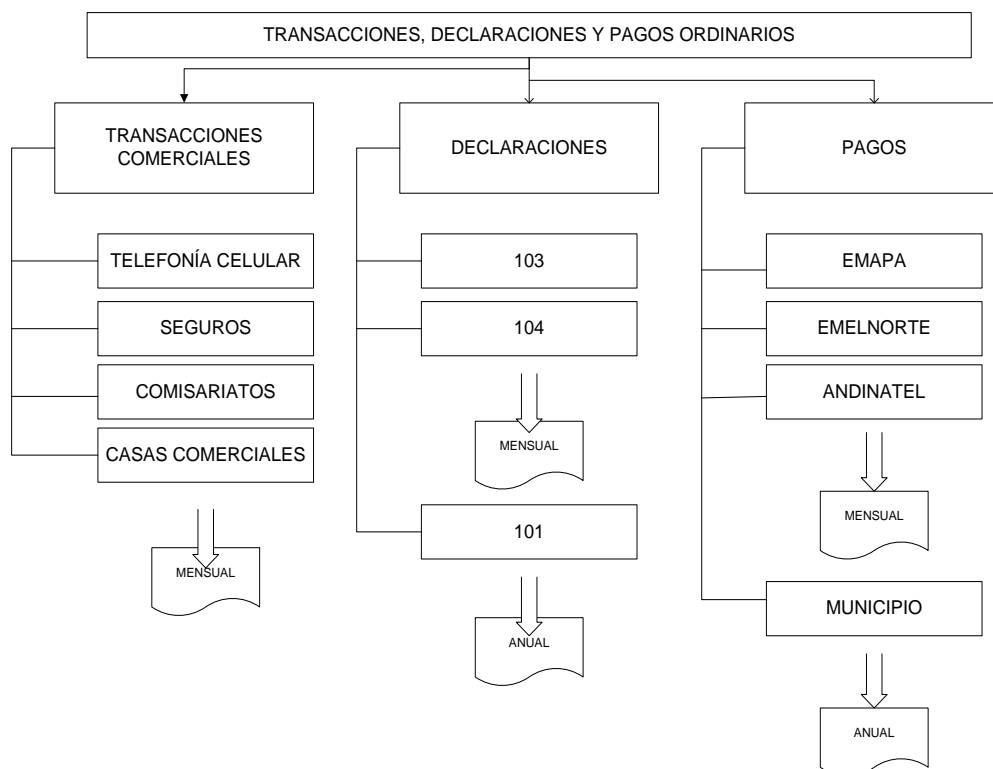 TRANSACCIONES, DECLARACIONES Y PAGOS ORDINARIOS
TRANSACCIONES
COMERCIALES
TELEFONÍA CELULAR
SEGUROS
COMISARIATOS
CASAS COMERCIALES
MENSUAL
DECLARACIONES
103
104
MENSUAL
101
ANUAL
PAGOS
EMAPA
EMELNORTE
ANDINATEL
MENSUAL
MUNICIPIO
ANUAL